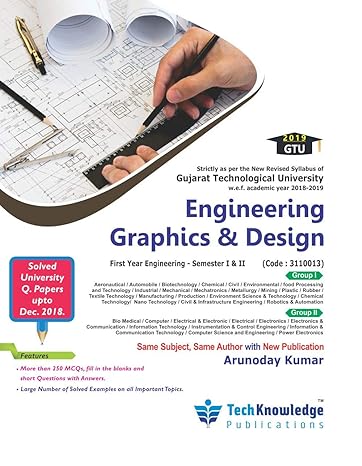 2019
GTU
Strictly as per the New Revised Syllabus of
Gujarat Technological University
w.e.f. academic year 2018-2019
Engineering
Graphics & Design
First Year Engineering - Semester I & II (Code : 3110013)
Group I
Aeronautical / Automobile / Biotechnology / Chemical / Civil / Environmental / food Processing
and Technology / Industrial / Mechanical / Mechatronics / Metallurgy / Mining / Plastic / Rubber /
Textile Technology / Manufacturing / Production / Environment Science & Technology / Chemical
Technology/ Nano Technology / Civil & Infrastructure Engineering / Robotics & Automation
Group II
Bio Medical / Computer / Electrical & Electronic / Electrical / Electronics / Electronics &
Communication / Information Technology / Instrumentation & Control Engineering / Information &
Communication Technology / Computer Science and Engineering / Power Electronics
Solved
University
Q. Papers
upto
Dec. 2018.
Same Subject, Same Author with New Publication
Arunoday Kumar
Features
• More than 250 MCQs, fill in the blanks and
short Questions with Answers.
• Large Number of Solved Examples on all Important Topics.
TechKnowledge™
Publications